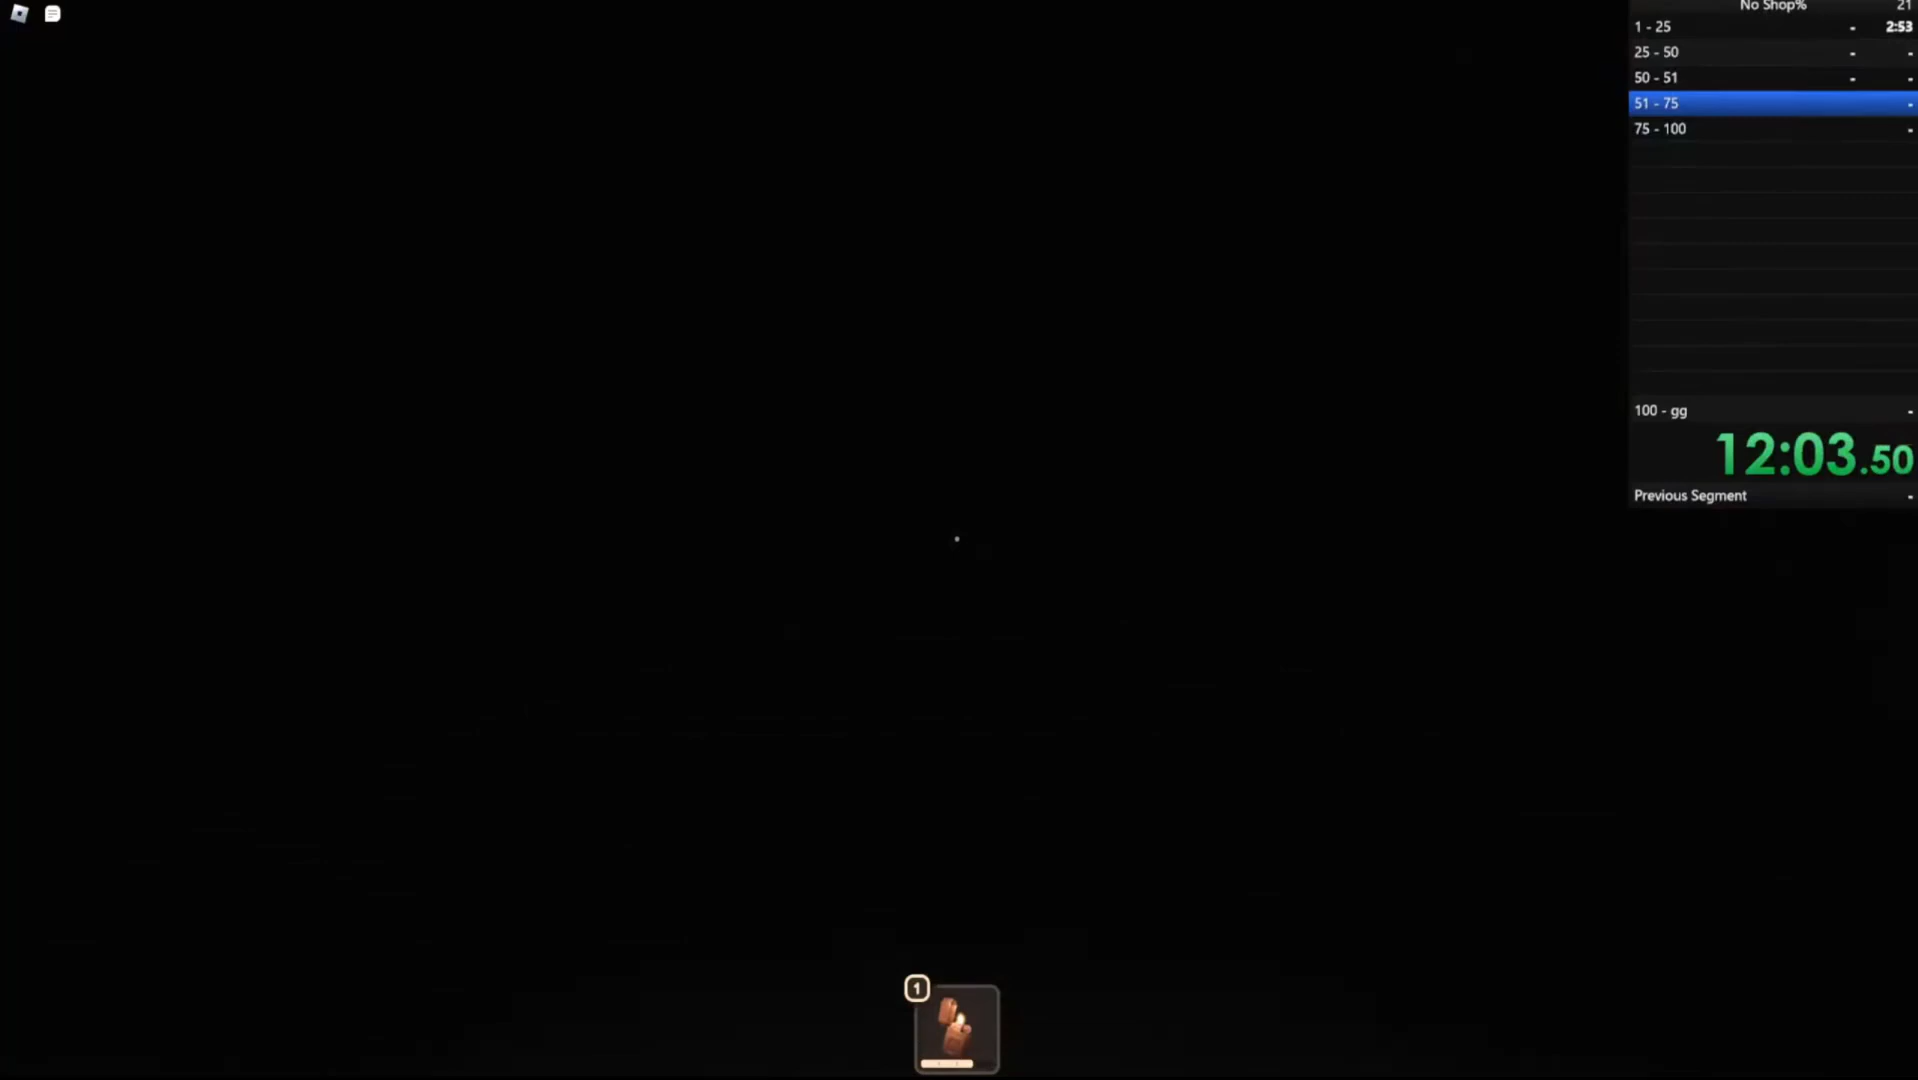 No Shop% 21
1 - 25 - 2:53
25 - 50 - -
50 - 51 - -
51 - 75 -
75 - 100 -
100 - gg -
12:03.50
Previous Segment -
1